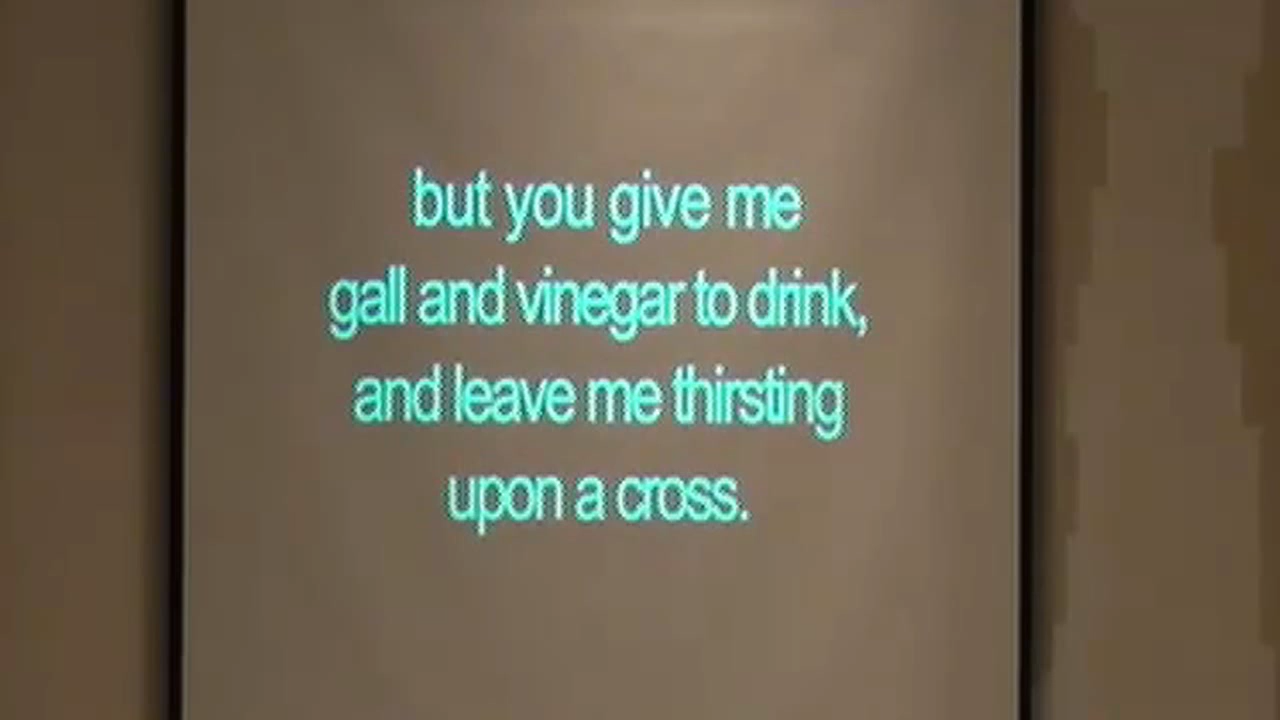 but you give me
gall and vinegar to drink,
and leave me thirsting
upon a cross.